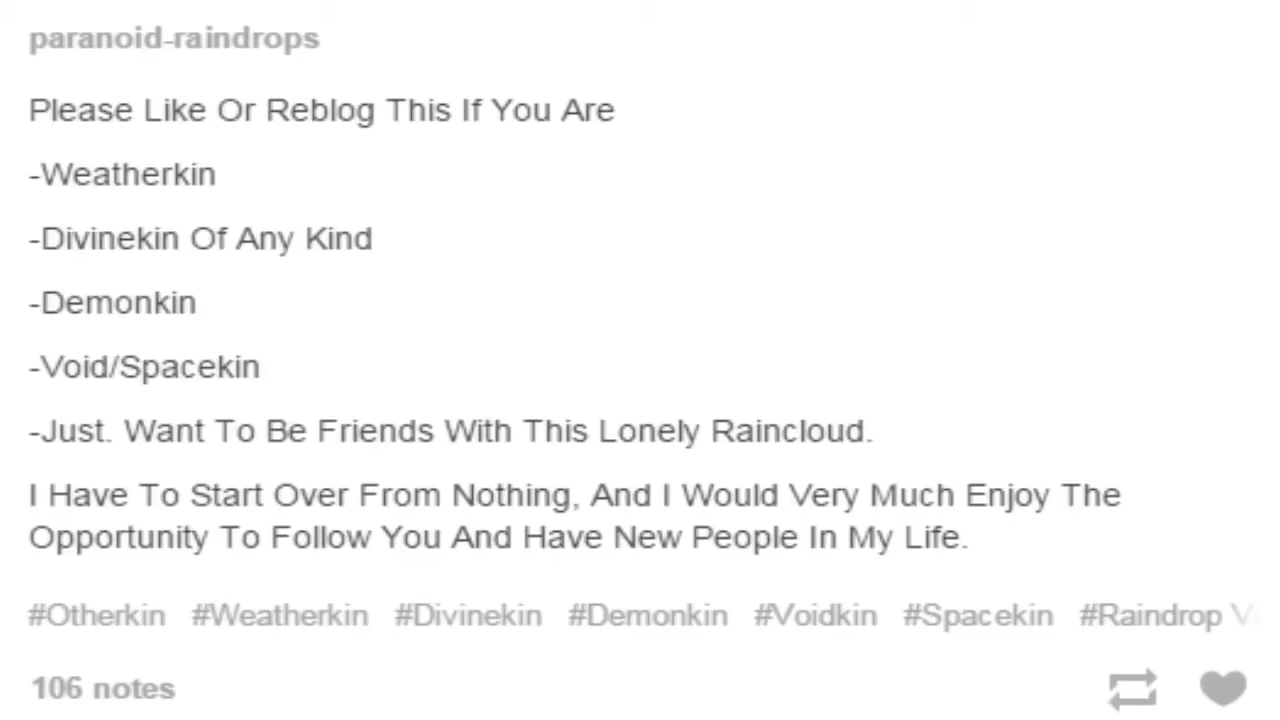 paranoid-raindrops
Please Like Or Reblog This If You Are
-Weatherkin
-Divinekin Of Any Kind
-Demonkin
-Void/Spacekin
-Just. Want To Be Friends With This Lonely Raincloud.
I Have To Start Over From Nothing, And I Would Very Much Enjoy The
Opportunity To Follow You And Have New People In My Life.
#Otherkin #Weatherkin #Divinekin #Demonkin #Voidkin #Spacekin #Raindrop
106 notes